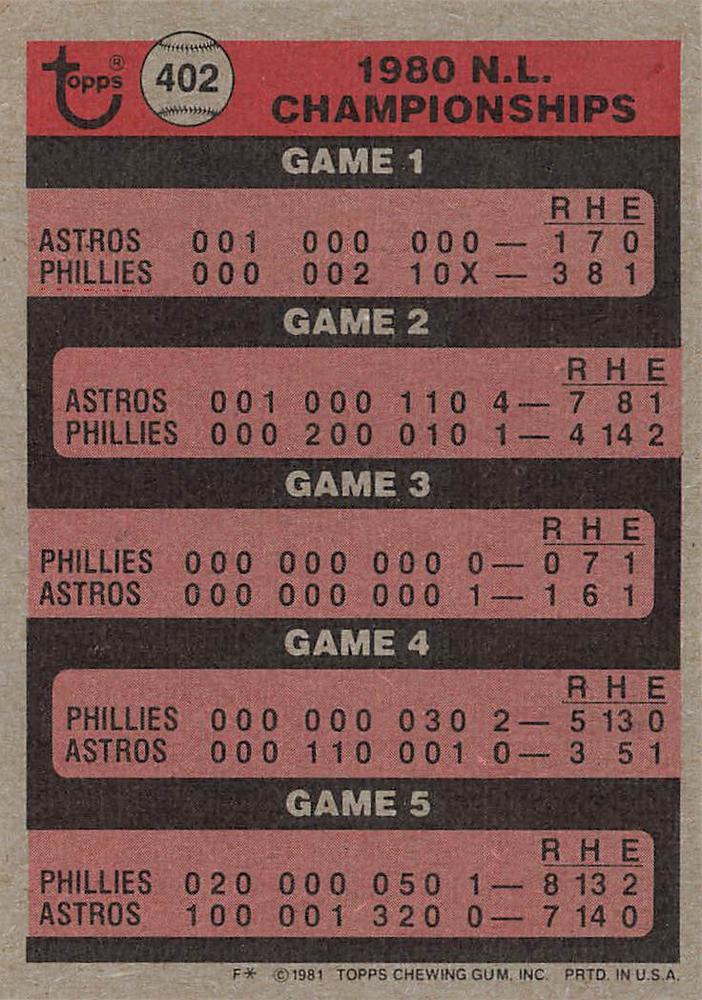 Topps®
402
1980 N.L.
CHAMPIONSHIPS
GAME 1
R H E
ASTROS 001 000 000 — 1 7 0
PHILLIES 000 002 10X — 3 8 1
GAME 2
R H E
ASTROS 001 000 110 4 — 7 8 1
PHILLIES 000 200 010 1 — 4 14 2
GAME 3
R H E
PHILLIES 000 000 000 0 — 0 7 1
ASTROS 000 000 000 1 — 1 6 1
GAME 4
R H E
PHILLIES 000 000 030 2 — 5 13 0
ASTROS 000 110 001 0 — 3 5 1
GAME 5
R H E
PHILLIES 020 000 050 1 — 8 13 2
ASTROS 100 001 320 0 — 7 14 0
F* ©1981 TOPPS CHEWING GUM, INC. PRTD. IN U.S.A.